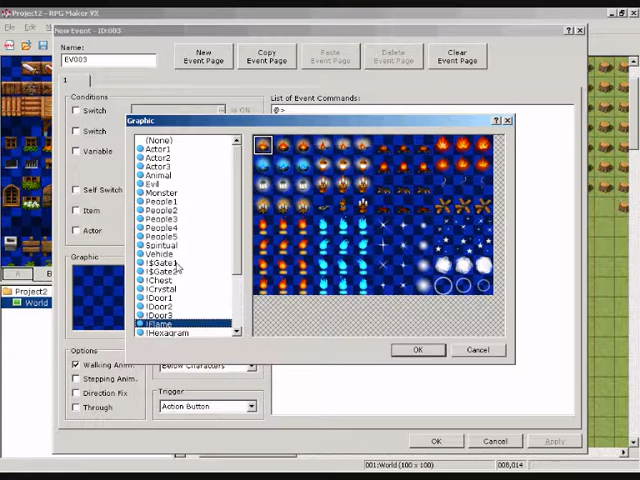 Project2 - RPG Maker VX
New Event - ID:003
Name:
EV003
New
Event Page
Copy
Event Page
Paste
Event Page
Delete
Event Page
Clear
Event Page
1
Conditions
Switch
is ON
Switch
Variable
Self Switch
Item
Actor
List of Event Commands:
@>
Graphic
(None)
Actor1
Actor2
Actor3
Animal
Evil
Monster
People1
People2
People3
People4
People5
Spiritual
Vehicle
!$Gate1
!$Gate2
!Chest
!Crystal
!Door1
!Door2
!Door3
!Flame
!Hexagram
OK
Cancel
Graphic
Options
Walking Anim.
Stepping Anim.
Direction Fix
Through
Below Characters
Trigger
Action Button
OK
Cancel
Apply
A
Project2
World
001:World (100 x 100)
008,014